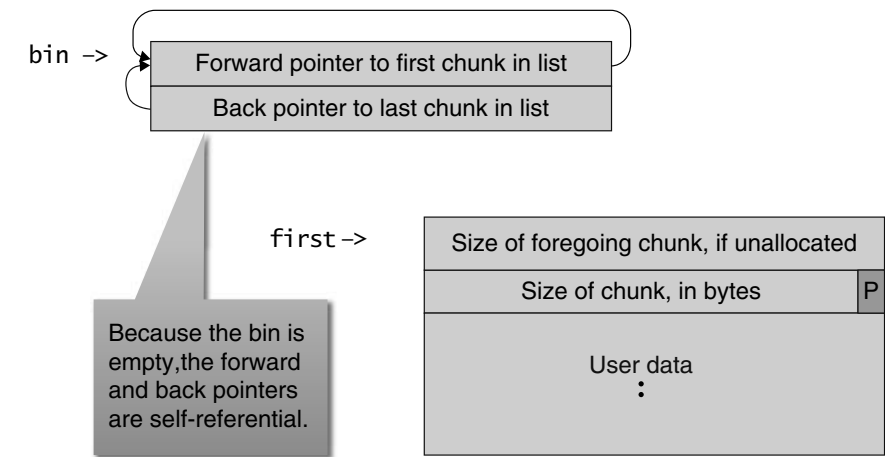 bin –>
Forward pointer to first chunk in list
Back pointer to last chunk in list
first –>
Size of foregoing chunk, if unallocated
Size of chunk, in bytes
P
User data
Because the bin is
empty,the forward
and back pointers
are self-referential.